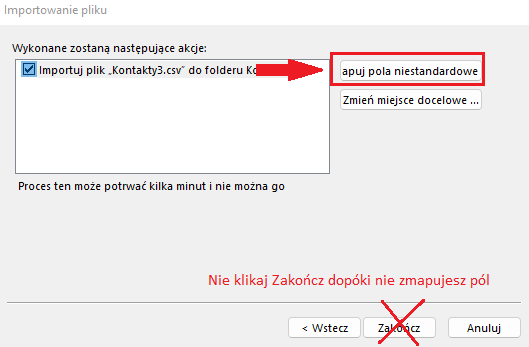 Importowanie pliku
Wykonane zostaną następujące akcje:
Importuj plik „Kontakty3.csv” do folderu
apuj pola niestandardowe
Zmień miejsce docelowe ...
Proces ten może potrwać kilka minut i nie można go
Nie klikaj Zakończ dopóki nie zmapujesz pól
< Wstecz
Zakończ
Anuluj